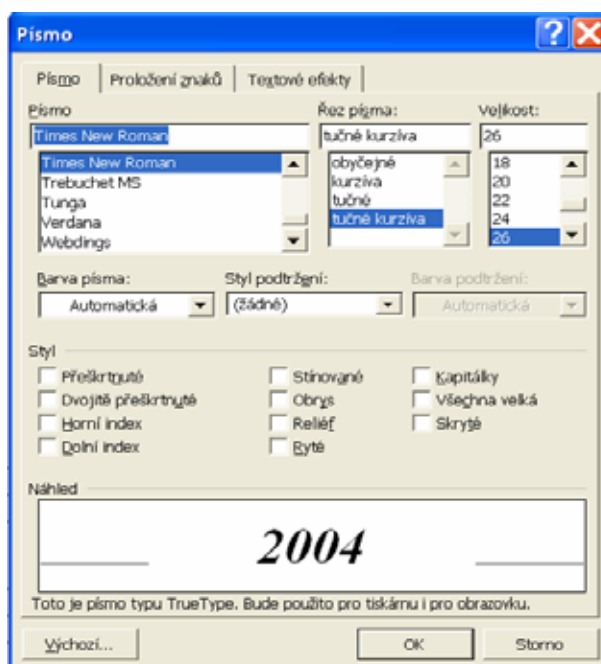 Písmo
Písmo Proložení znaků Textové efekty
Písmo Řez písma: Velikost:
Times New Roman tučné kurzíva 26
Times New Roman obyčejné 18
Trebuchet MS kurzíva 20
Tunga tučné 22
Verdana tučné kurzíva 24
Webdings 26
Barva písma: Styl podtržení: Barva podtržení:
Automatická (žádné) Automatická
Styl
Přeškrtnuté Stínované Kapitálky
Dvojitě přeškrtnuté Obrys Všechna velká
Horní index Reliéf Skryté
Dolní index Ryté
Náhled
2004
Toto je písmo typu TrueType. Bude použito pro tiskárnu i pro obrazovku.
Výchozí... OK Storno